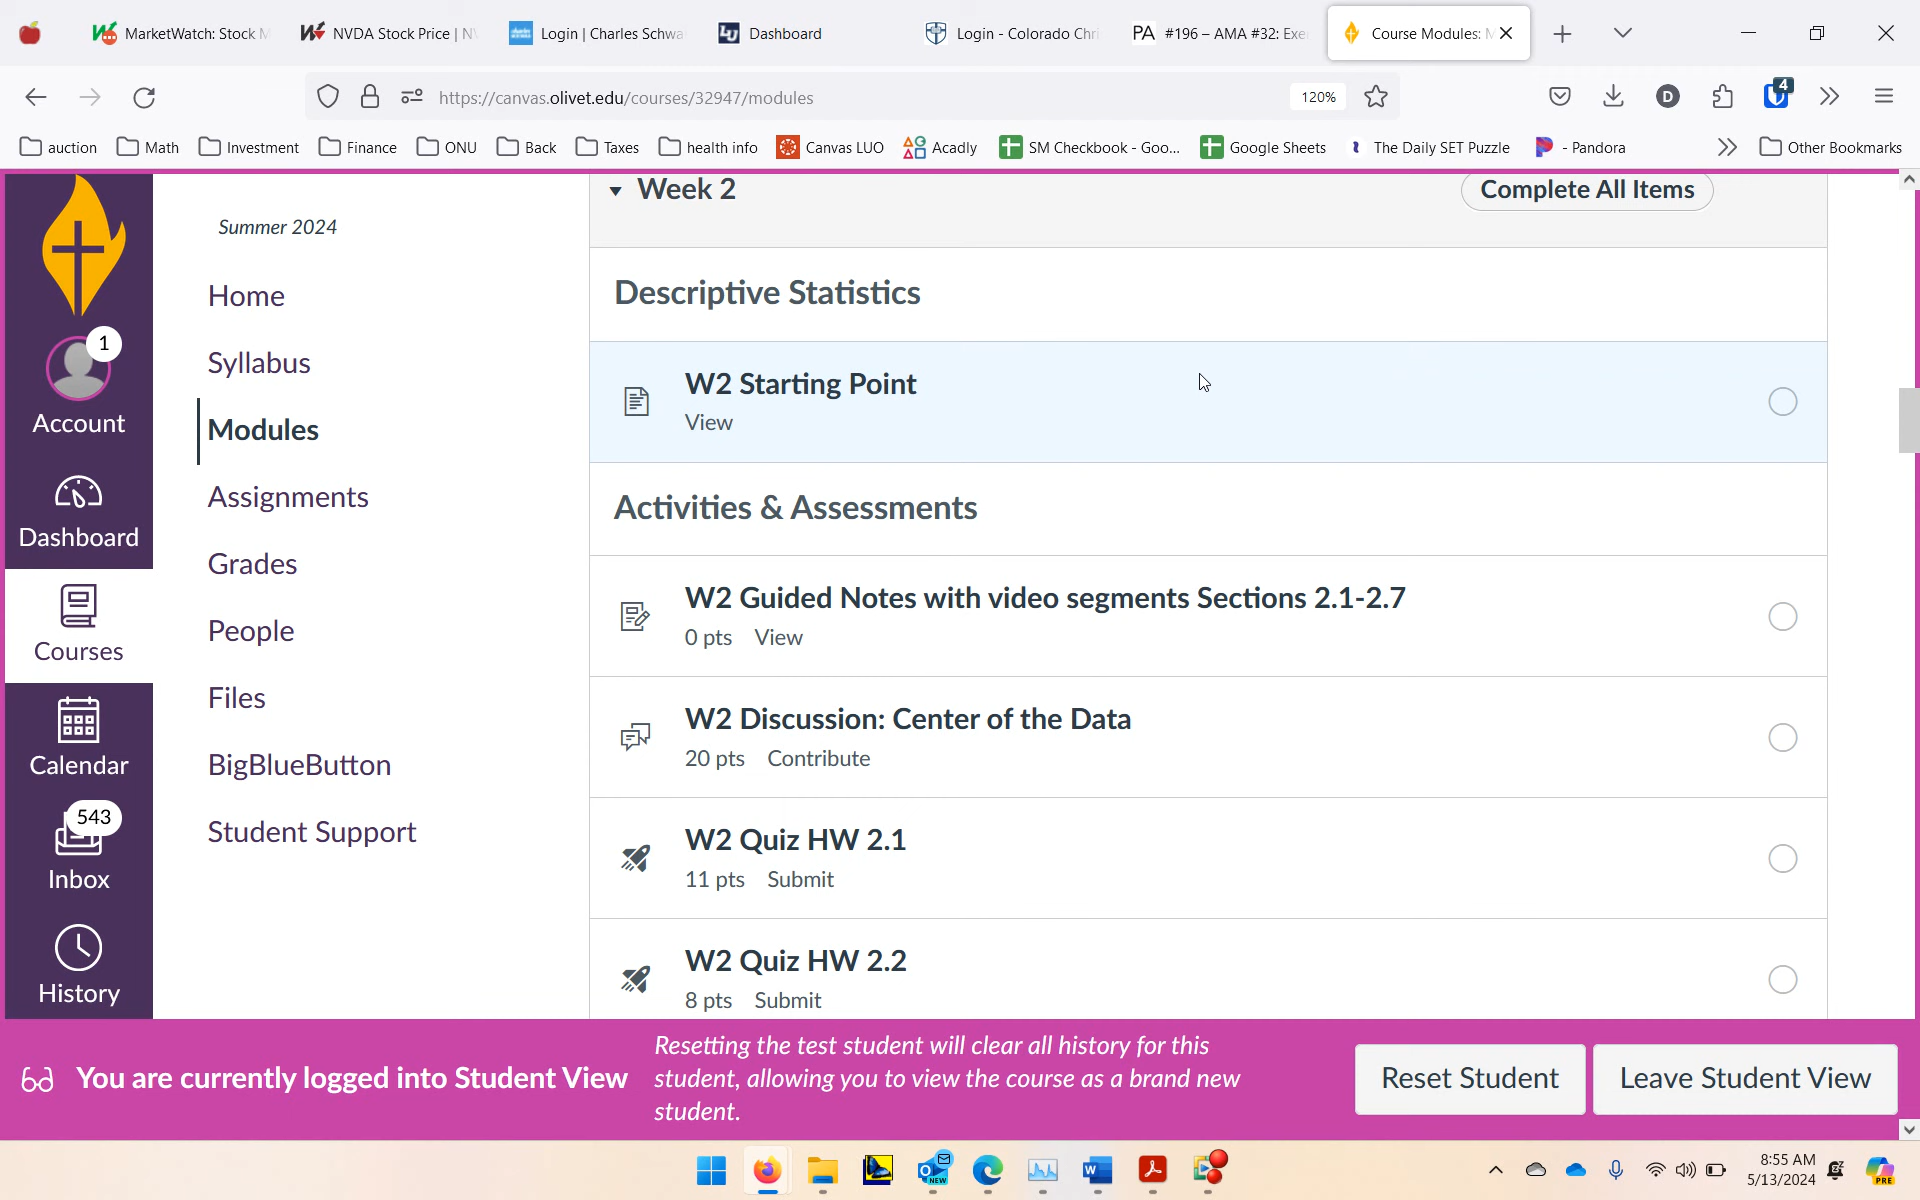 MarketWatch: Stock M
NVDA Stock Price | N
Login | Charles Schwa
Dashboard
Login - Colorado Chri
PA #196 – AMA #32: Exe
Course Modules: M
https://canvas.olivet.edu/courses/32947/modules
120%
D
4
auction
Math
Investment
Finance
ONU
Back
Taxes
health info
Canvas LUO
Acadly
SM Checkbook - Goo...
Google Sheets
The Daily SET Puzzle
- Pandora
Other Bookmarks
1
Account
Dashboard
Courses
Calendar
543
Inbox
History
Summer 2024
Home
Syllabus
Modules
Assignments
Grades
People
Files
BigBlueButton
Student Support
Week 2
Complete All Items
Descriptive Statistics
W2 Starting Point
View
Activities & Assessments
W2 Guided Notes with video segments Sections 2.1-2.7
0 pts View
W2 Discussion: Center of the Data
20 pts Contribute
W2 Quiz HW 2.1
11 pts Submit
W2 Quiz HW 2.2
8 pts Submit
You are currently logged into Student View
Resetting the test student will clear all history for this
student, allowing you to view the course as a brand new
student.
Reset Student
Leave Student View
NEW
8:55 AM
5/13/2024
PRE